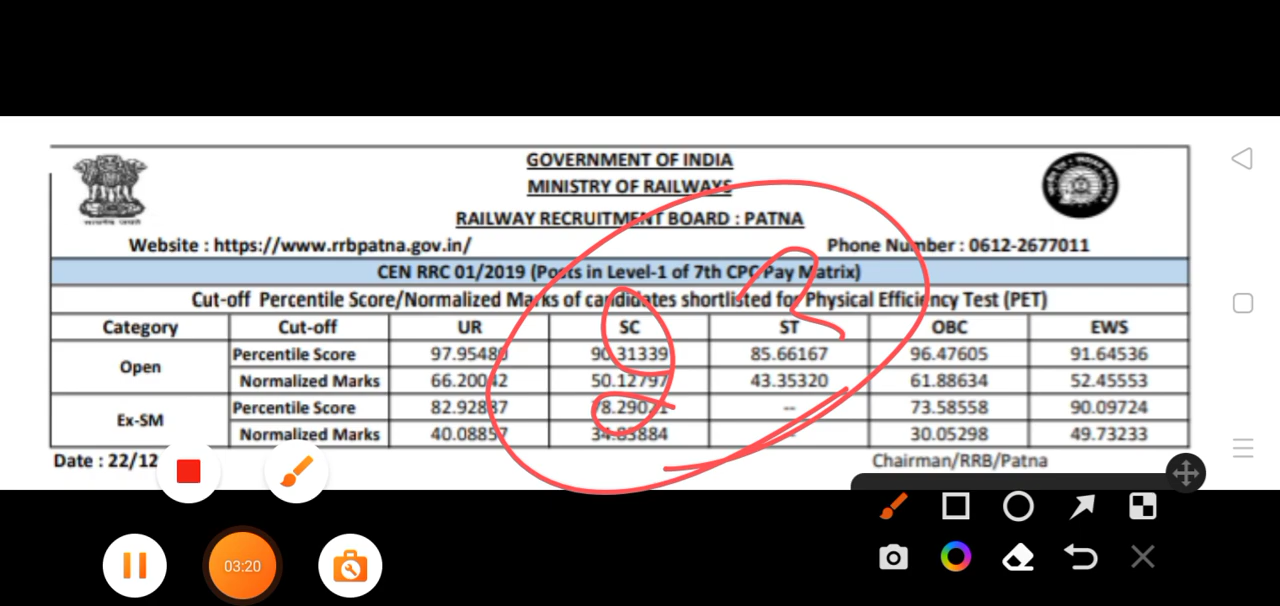 GOVERNMENT OF INDIA
MINISTRY OF RAILWAYS
RAILWAY RECRUITMENT BOARD : PATNA
Website : https://www.rrbpatna.gov.in/ Phone Number : 0612-2677011
CEN RRC 01/2019 (Posts in Level-1 of 7th CPC Pay Matrix)
Cut-off Percentile Score/Normalized Marks of candidates shortlisted for Physical Efficiency Test (PET)
Category Cut-off UR SC ST OBC EWS
Open Percentile Score 97.95480 90.31339 85.66167 96.47605 91.64536
Normalized Marks 66.20042 50.12797 43.35320 61.88634 52.45553
Ex-SM Percentile Score 82.92887 -- 73.58558 90.09724
Normalized Marks 40.08857 30.05298 49.73233
Date : 22/12 Chairman/RRB/Patna
03:20